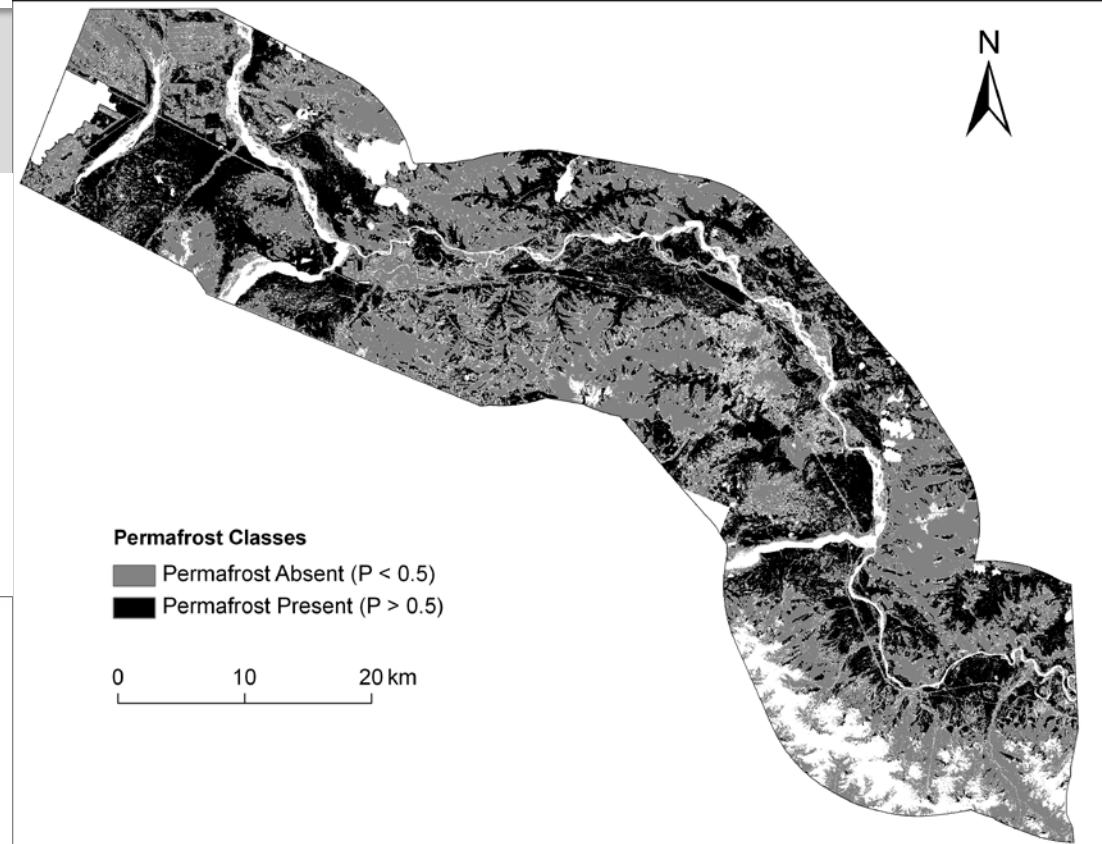 N
Permafrost Classes
Permafrost Absent (P < 0.5)
Permafrost Present (P > 0.5)
0 10 20 km